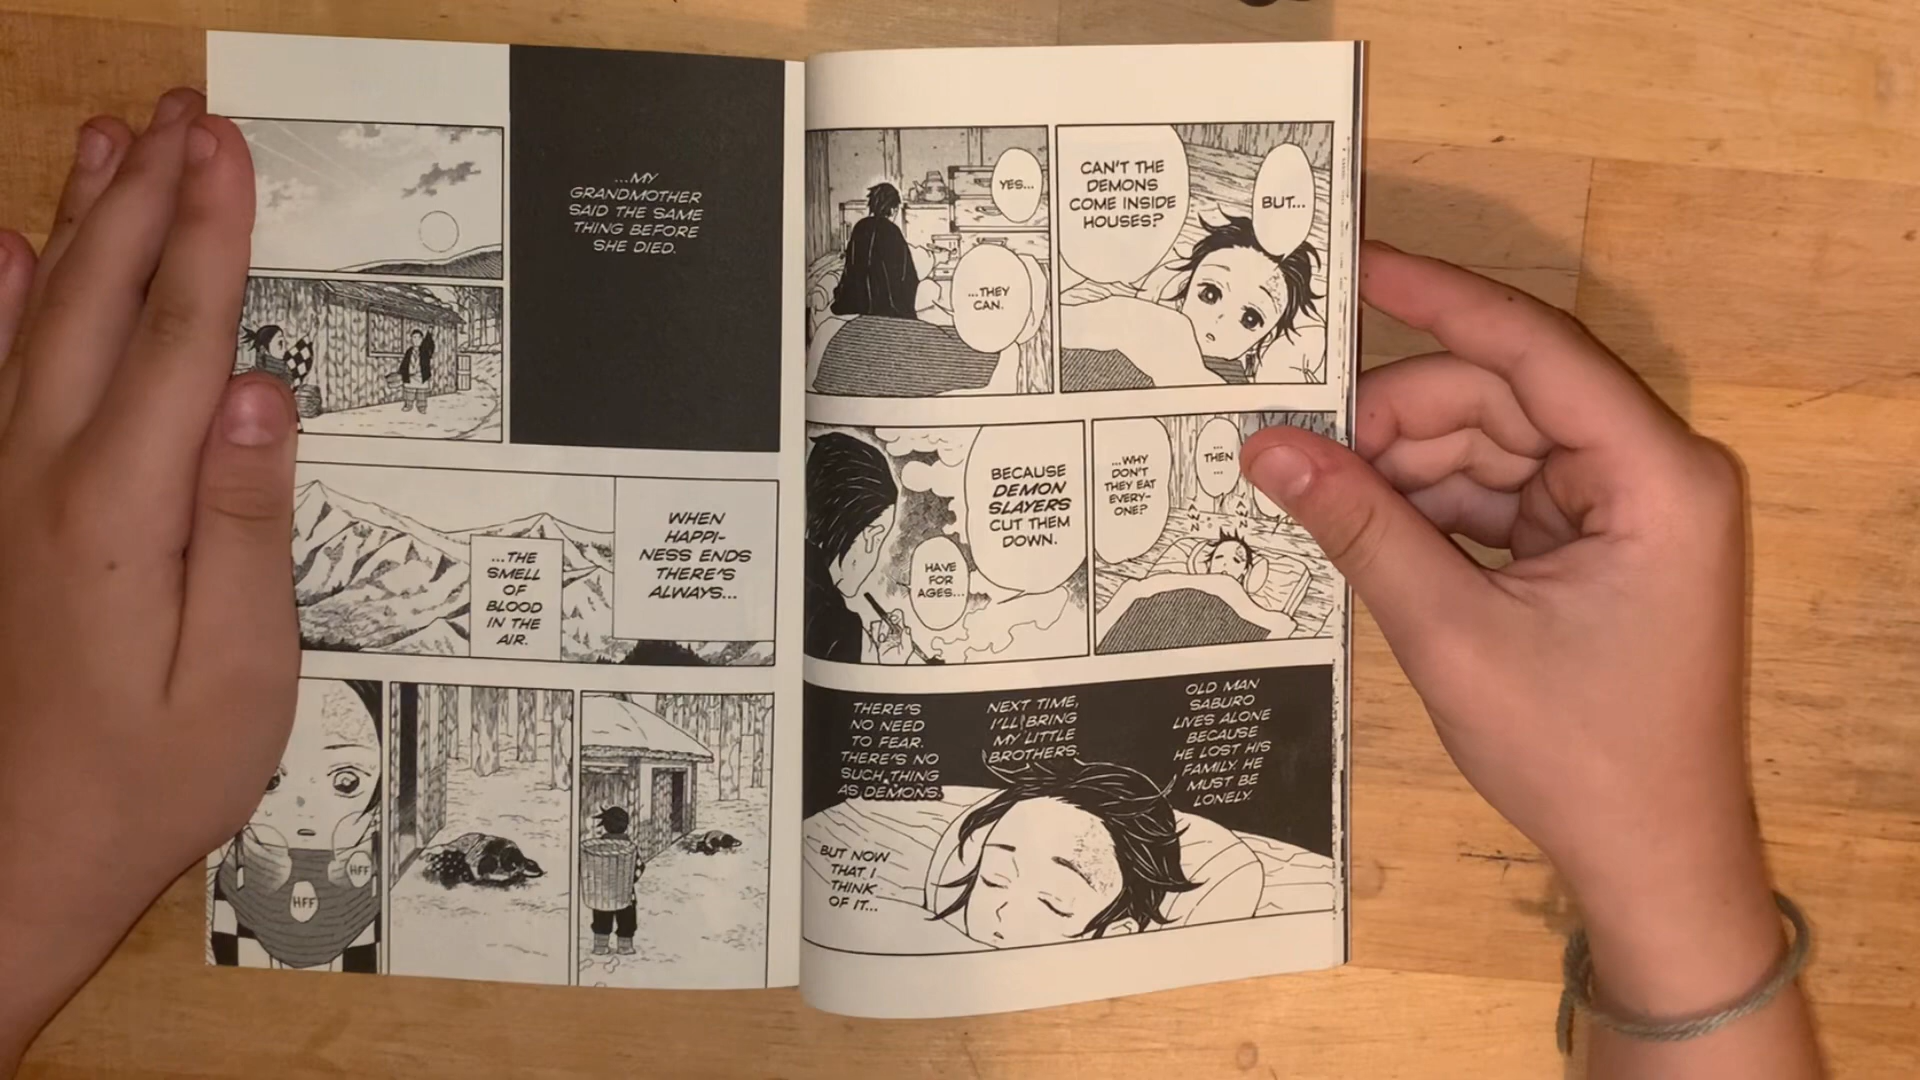 BUT...
CAN'T THE
DEMONS
COME INSIDE
HOUSES?
YES...
...THEY
CAN.
...
THEN
...
...WHY
DON'T
THEY EAT
EVERY-
ONE?
BECAUSE
DEMON
SLAYERS
CUT THEM
DOWN.
HAVE
FOR
AGES...
OLD MAN
SABURO
LIVES ALONE
BECAUSE
HE LOST HIS
FAMILY. HE
MUST BE
LONELY.
NEXT TIME,
I'LL BRING
MY LITTLE
BROTHERS.
THERE'S
NO NEED
TO FEAR.
THERE'S NO
SUCH THING
AS DEMONS.
BUT NOW
THAT I
THINK
OF IT...
...MY
GRANDMOTHER
SAID THE SAME
THING BEFORE
SHE DIED.
WHEN
HAPPI-
NESS ENDS
THERE'S
ALWAYS...
...THE
SMELL
OF
BLOOD
IN THE
AIR.
HFF
HFF